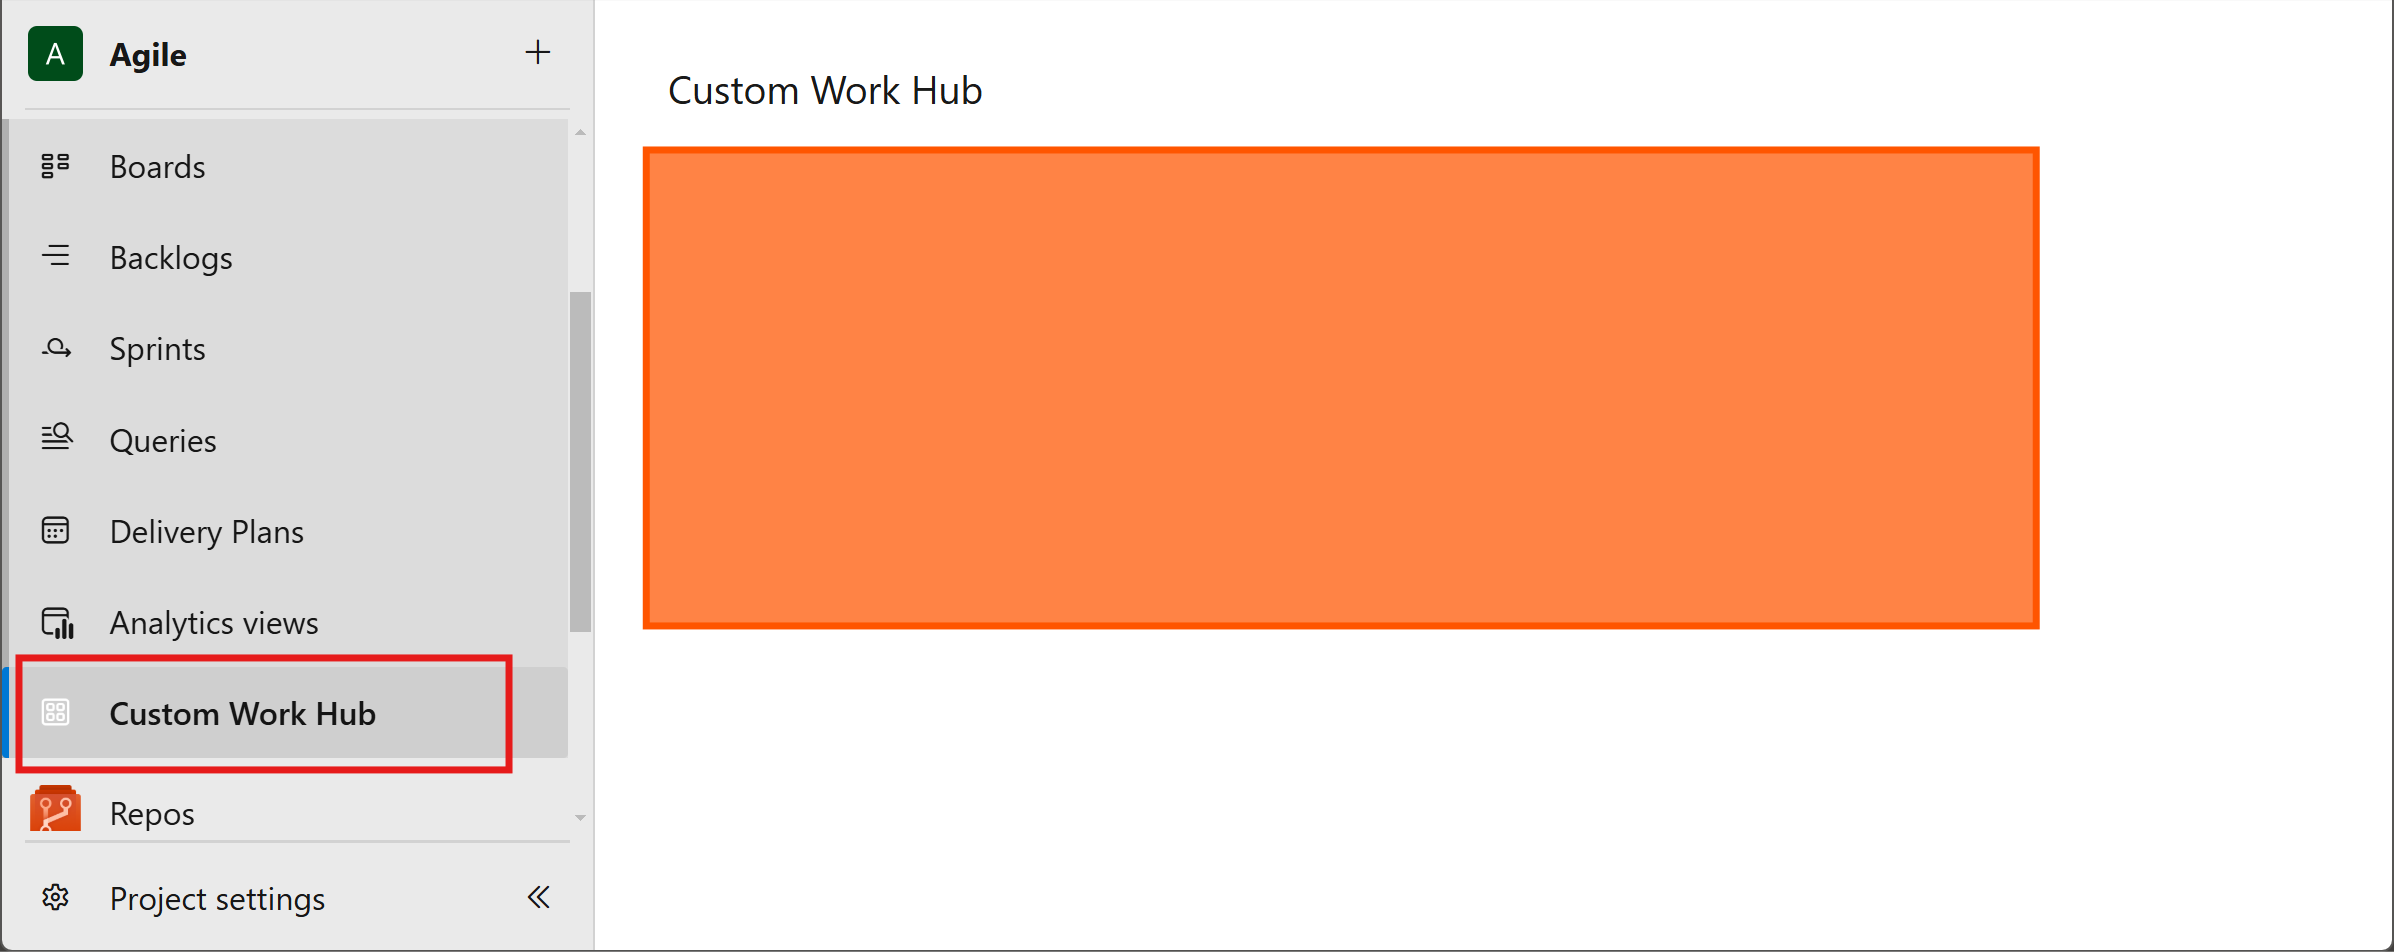 A Agile
Boards
Backlogs
Sprints
Queries
Delivery Plans
Analytics views
Custom Work Hub
Repos
Project settings
Custom Work Hub